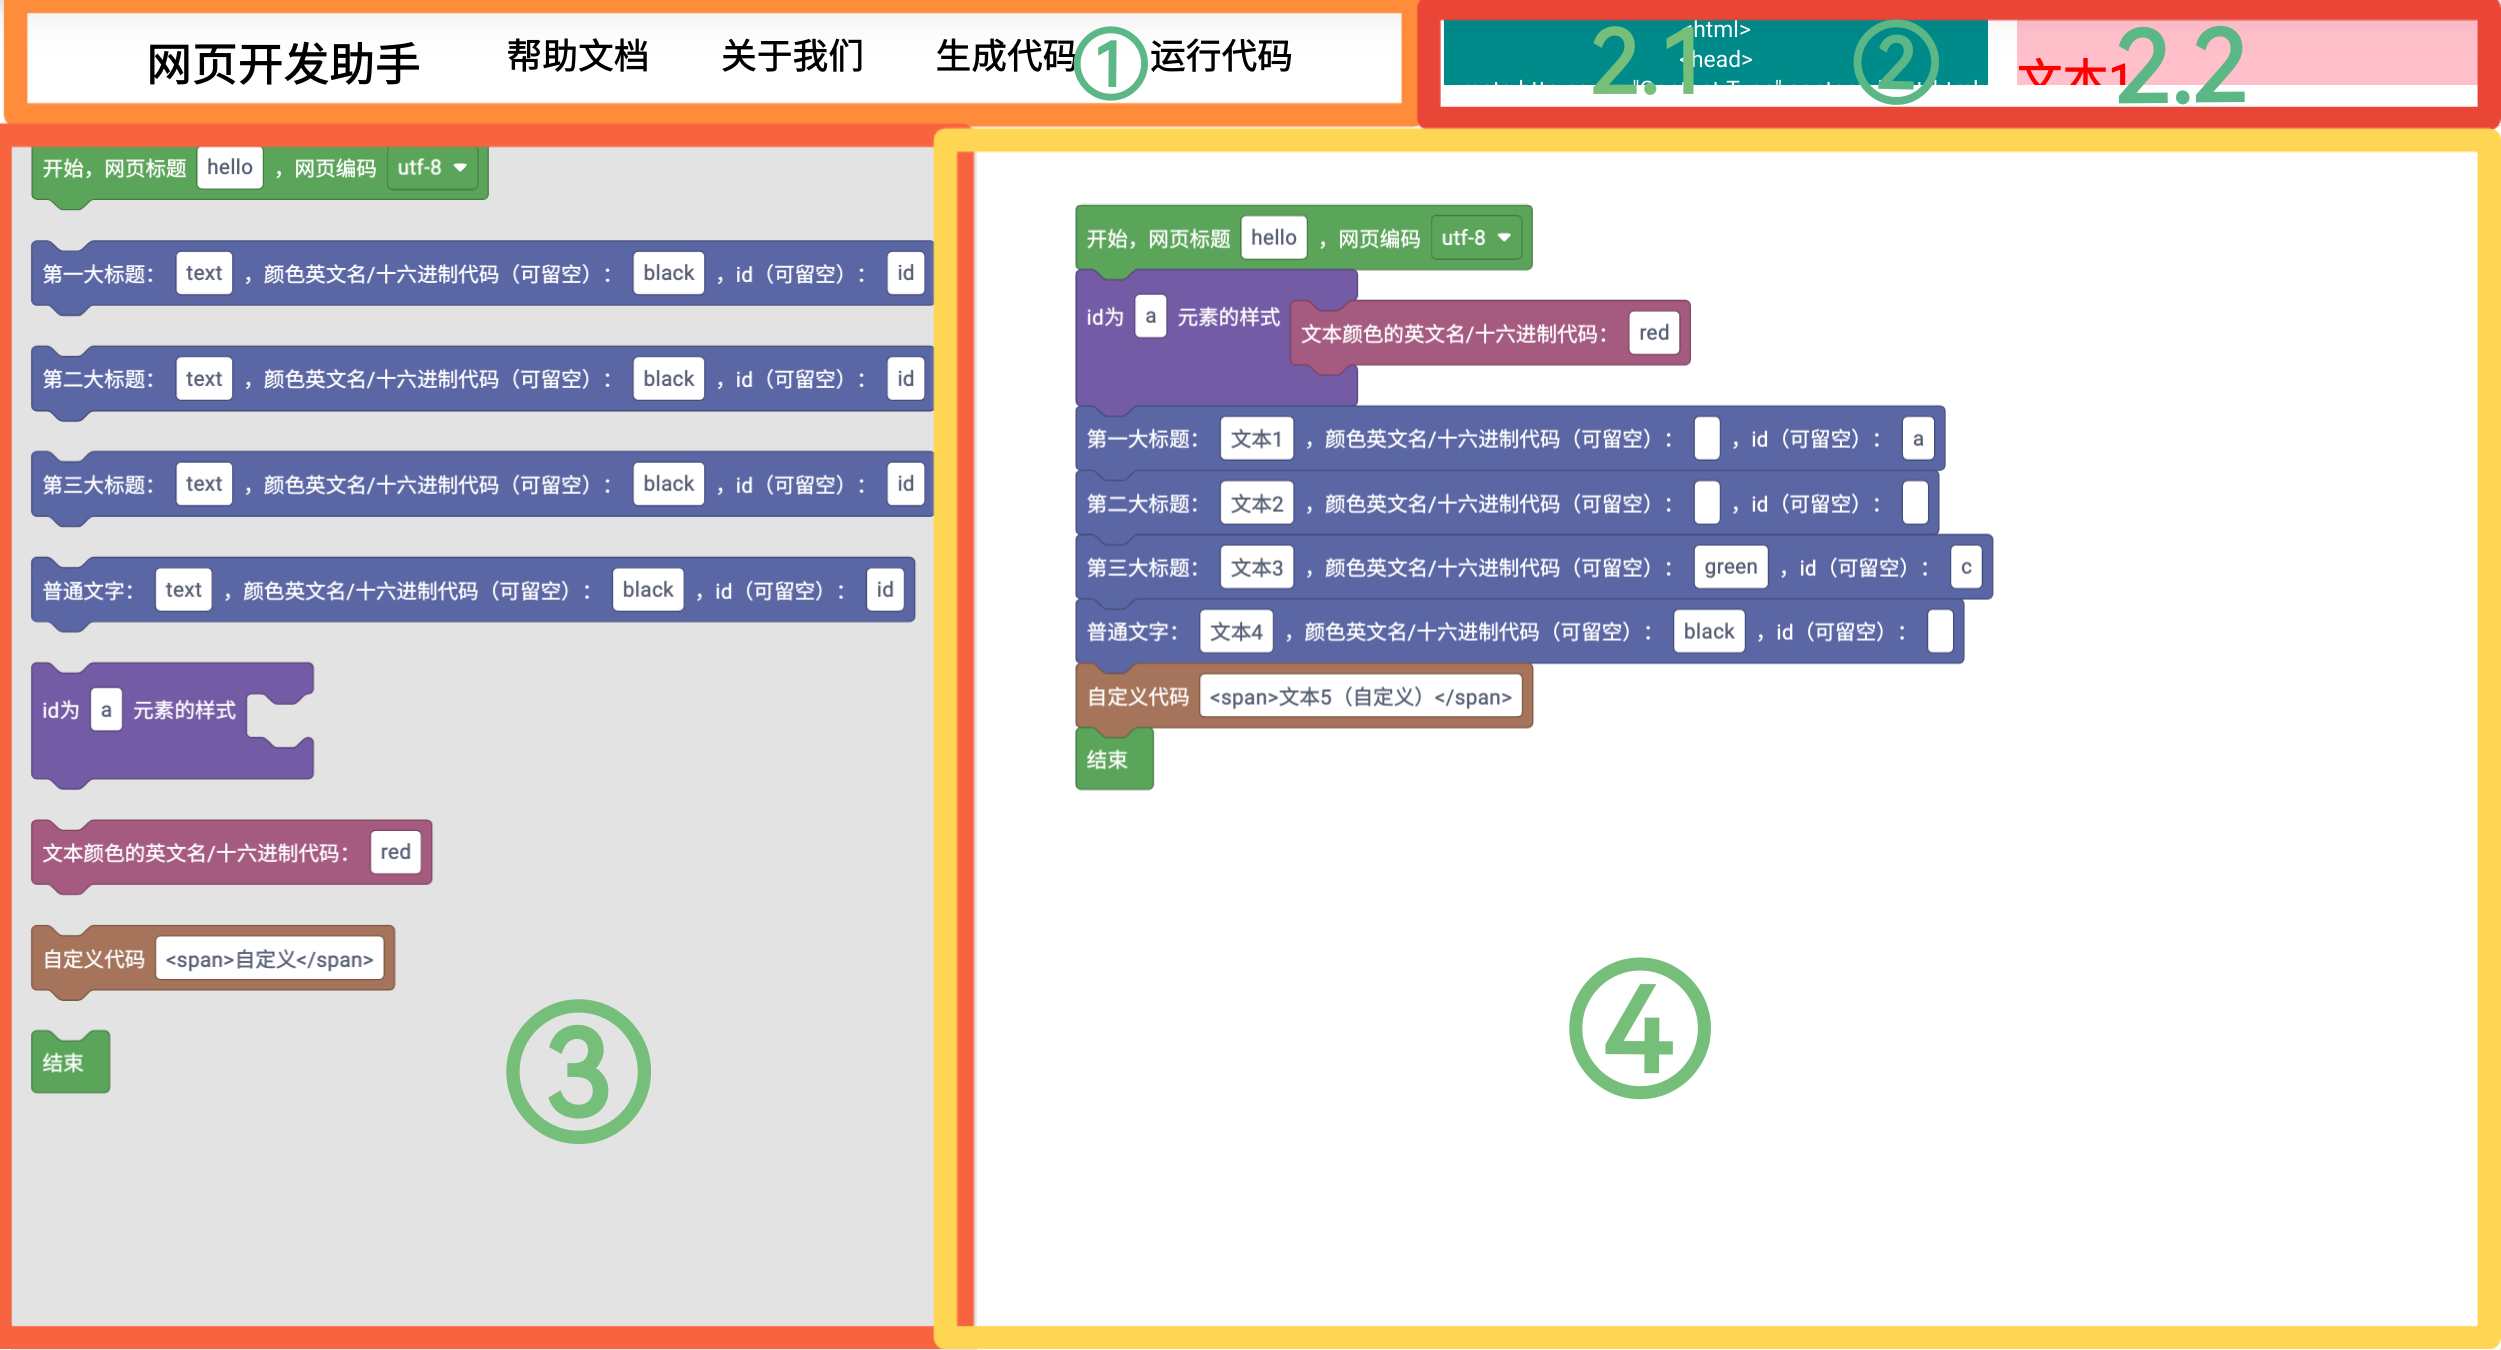 网页开发助手 帮助文档 关于我们 生成代码 ① 运行代码
<html>
<head>
2.1 ② 2.2
文本1
开始，网页标题 hello ，网页编码 utf-8
第一大标题： text ，颜色英文名/十六进制代码（可留空）： black ，id（可留空）： id
第二大标题： text ，颜色英文名/十六进制代码（可留空）： black ，id（可留空）： id
第三大标题： text ，颜色英文名/十六进制代码（可留空）： black ，id（可留空）： id
普通文字： text ，颜色英文名/十六进制代码（可留空）： black ，id（可留空）： id
id为 a 元素的样式
文本颜色的英文名/十六进制代码： red
自定义代码 <span>自定义</span>
结束
③
开始，网页标题 hello ，网页编码 utf-8
id为 a 元素的样式
文本颜色的英文名/十六进制代码： red
第一大标题： 文本1 ，颜色英文名/十六进制代码（可留空）： ，id（可留空）： a
第二大标题： 文本2 ，颜色英文名/十六进制代码（可留空）： ，id（可留空）：
第三大标题： 文本3 ，颜色英文名/十六进制代码（可留空）： green ，id（可留空）： c
普通文字： 文本4 ，颜色英文名/十六进制代码（可留空）： black ，id（可留空）：
自定义代码 <span>文本5（自定义）</span>
结束
④